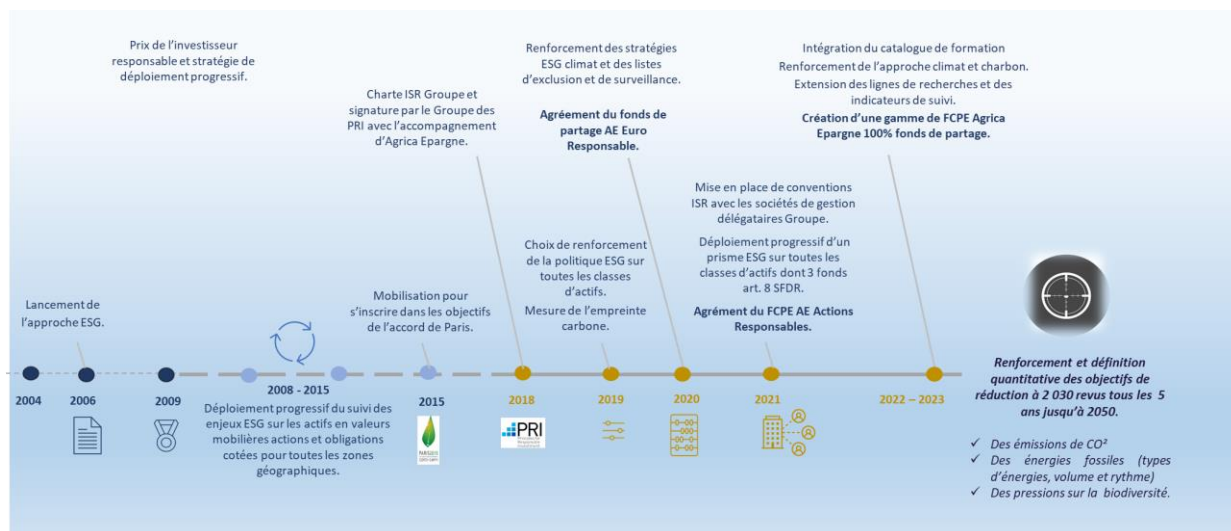 Prix de l'investisseur
responsable et stratégie de
déploiement progressif.
Charte ISR Groupe et
signature par le Groupe des
PRI avec l'accompagnement
d'Agrica Epargne.
Renforcement des stratégies
ESG climat et des listes
d'exclusion et de surveillance.
Agréement du fonds de
partage AE Euro
Responsable.
Intégration du catalogue de formation
Renforcement de l'approche climat et charbon.
Extension des lignes de recherches et des
indicateurs de suivi.
Création d'une gamme de FCPE Agrica
Epargne 100% fonds de partage.
Lancement de
l'approche ESG.
Mobilisation pour
s'inscrire dans les objectifs
de l'accord de Paris.
Choix de renforcement
de la politique ESG sur
toutes les classes
d'actifs.
Mesure de l'empreinte
carbone.
Mise en place de conventions
ISR avec les sociétés de gestion
délégataires Groupe.
Déploiement progressif d'un
prisme ESG sur toutes les
classes d'actifs dont 3 fonds
art. 8 SFDR.
Agrément du FCPE AE Actions
Responsables.
2004
2006
2009
2008 - 2015
2015
2018
2019
2020
2021
2022 – 2023
Déploiement progressif du suivi des
enjeux ESG sur les actifs en valeurs
mobilières actions et obligations
cotées pour toutes les zones
géographiques.
PRI
Renforcement et définition
quantitative des objectifs de
réduction à 2 030 revus tous les 5
ans jusqu'à 2050.
✓ Des émissions de CO²
✓ Des énergies fossiles (types
d'énergies, volume et rythme)
✓ Des pressions sur la biodiversité.